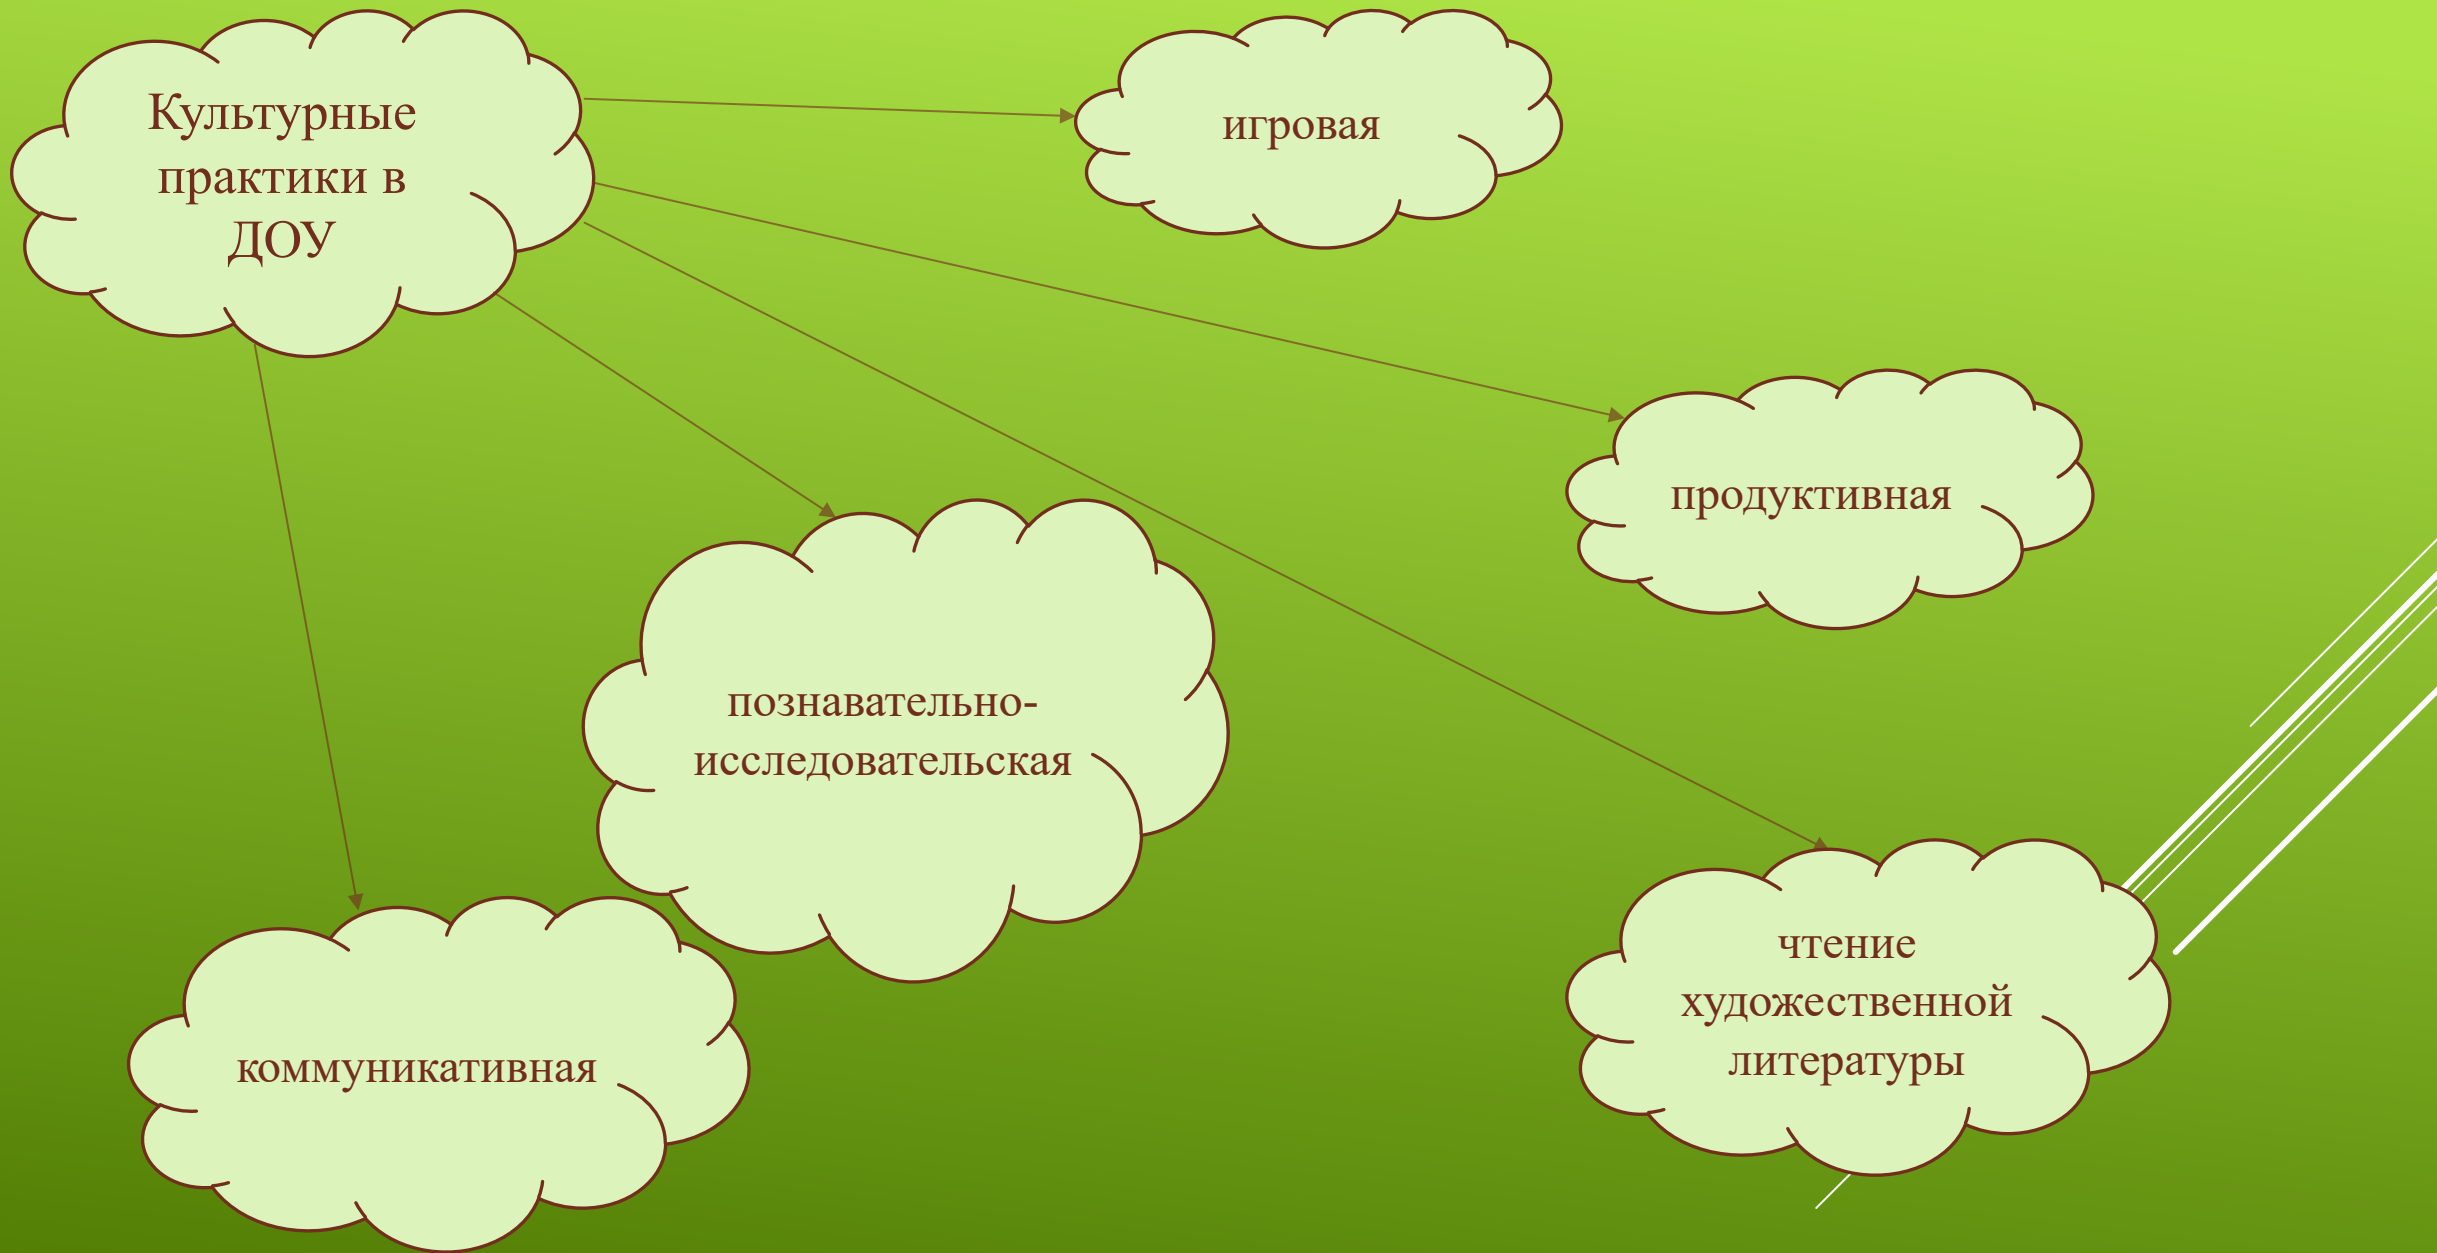 Культурные
практики в
ДОУ
игровая
продуктивная
познавательно-
исследовательская
чтение
художественной
литературы
коммуникативная